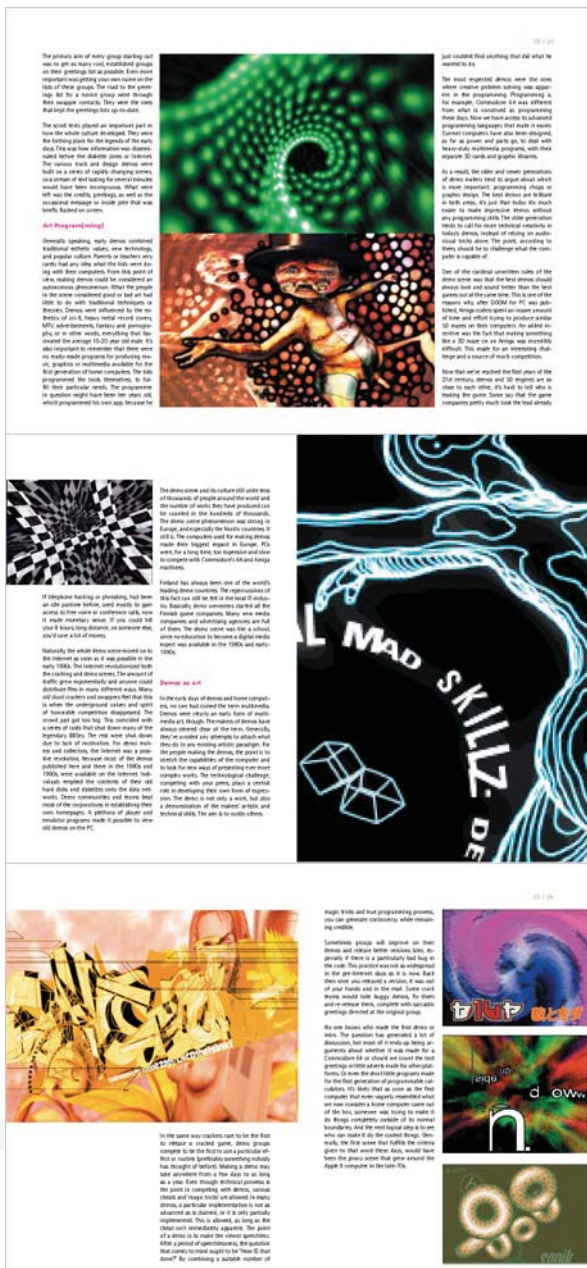 23 / 24
The primary aim of every group starting out
was to get as many cool, established groups
on their greetings list as possible. Even more
important was getting your own name on the
lists of these groups. The road to the greet-
ings list for a novice group went through
their swapper contacts. They were the ones
that kept the greetings lists up-to-date.
The scroll texts played an important part in
how the whole culture developed. They were
the birthing place for the legends of the early
days. This was how information was dissemi-
nated before the diskette zines or Internet.
The various track and design demos were
built on a series of rapidly changing scenes,
so a stream of text lasting for several minutes
would have been incongruous. What were
left was the credits, greetings, as well as the
occasional message or inside joke that was
briefly flashed on screen.
Art Program(ming)
Generally speaking, early demos combined
traditional esthetic values, new technology,
and popular culture. Parents or teachers very
rarely had any idea what the kids were do-
ing with their computers. From this point of
view, making demos could be considered an
autonomous phenomenon. What the people
in the scene considered good or bad art had
little to do with traditional techniques or
theories. Demos were influenced by the es-
thetics of sci-fi, heavy metal record covers,
MTV, advertisements, fantasy and pornogra-
phy, or in other words, everything that fas-
cinated the average 10-20 year old male. It's
also important to remember that there were
no ready-made programs for producing mu-
sic, graphics or multimedia available for the
first generation of home computers. The kids
programmed the tools themselves, to ful-
fill their particular needs. The programmer
in question might have been ten years old,
who'd programmed his own app, because he
just couldn't find anything that did what he
wanted to do.
The most respected demos were the ones
where creative problem solving was appar-
ent in the programming. Programming a,
for example, Commodore 64 was different
from what is construed as programming
these days. Now we have access to advanced
programming languages that make it easier.
Current computers have also been designed,
as far as power and parts go, to deal with
heavy-duty multimedia programs, with their
separate 3D cards and graphic libraries.
As a result, the older and newer generations
of demo makers tend to argue about which
is more important: programming chops or
graphic design. The best demos are brilliant
in both areas, it's just that today it's much
easier to make impressive demos without
any programming skills. The older generation
tends to call for more technical creativity in
today's demos, instead of relying on audio-
visual tricks alone. The point, according to
them, should be to challenge what the com-
puter is capable of.
One of the cardinal unwritten rules of the
demo scene was that the best demos should
always look and sound better than the best
games out at the same time. This is one of the
reasons why, after DOOM for PC was pub-
lished, Amiga coders spent an insane amount
of time and effort trying to produce similar
3D mazes on their computers. An added in-
centive was the fact that making something
like a 3D maze on an Amiga was incredibly
difficult. This made for an interesting chal-
lenge and a source of much competition.
Now that we've reached the first years of the
21st century, demos and 3D engines are so
close to each other, it's hard to tell who is
leading the game. Some say that the game
companies pretty much took the lead already
If telephone hacking or phreaking, had been
an idle pastime before, used mostly to gain
access to free voice or conference calls, now
it made monetary sense. If you could bill
your 8 hours, long distance, on someone else,
you'd save a lot of money.
Naturally, the whole demo scene moved on to
the Internet as soon as it was possible in the
early 1990s. The Internet revolutionized both
the cracking and demo scenes. The amount of
traffic grew exponentially and anyone could
distribute files in many different ways. Many
old skool crackers and swappers feel that this
is when the underground values and spirit
of honorable competition disappeared. The
crowd just got too big. This coincided with
a series of raids that shut down many of the
legendary BBSes. The rest were shut down
due to lack of motivation. For demo mak-
ers and collectors, the Internet was a posi-
tive revolution, because most of the demos
published here and there in the 1980s and
1990s, were available on the Internet. Indi-
viduals emptied the contents of their old
hard disks and diskettes onto the data net-
works. Demo communities and teams beat
most of the corporations in establishing their
own homepages. A plethora of player and
emulator programs made it possible to view
old demos on the PC.
The demo scene and its culture still unite tens
of thousands of people around the world and
the number of works they have produced can
be counted in the hundreds of thousands.
The demo scene phenomenon was strong in
Europe, and especially the Nordic countries. It
still is. The computers used for making demos
made their biggest impact in Europe. PCs
were, for a long time, too expensive and slow
to compete with Commodore's 64 and Amiga
machines.
Finland has always been one of the world's
leading demo countries. The repercussions of
this fact can still be felt in the local IT-indus-
try. Basically, demo sceneters started all the
Finnish game companies. Many new media
companies and advertising agencies are full
of them. The demo scene was like a school,
since no education to become a digital media
expert was available in the 1980s and early-
1990s.
Demos as art
In the early days of demos and home comput-
ers, no one had coined the term multimedia.
Demos were clearly an early form of multi-
media art, though. The makers of demos have
always steered clear of the term. Generally,
they've avoided any attempts to attach what
they do to any existing artistic paradigm. For
the people making the demos, the point is to
stretch the capabilities of the computer and
to look for new ways of presenting ever more
complex works. The technological challenge,
competing with your peers, plays a central
role in developing their own form of expres-
sion. The demo is not only a work, but also
a demonstration of the makers' artistic and
technical skills. The aim is to outdo others.
AL MAD SKILLZ. DE
25 / 26
In the same way crackers race to be the first
to release a cracked game, demo groups
compete to be the first to use a particular ef-
fect or routine (preferably something nobody
has thought of before). Making a demo may
take anywhere from a few days to as long
as a year. Even though technical prowess is
the point in competing with demos, various
cheats and 'magic tricks' are allowed. In many
demos, a particular implementation is not as
advanced as is claimed, or it is only partially
implemented. This is allowed, as long as the
cheat isn't immediately apparent. The point
of a demo is to make the viewer speechless.
After a period of speechlessness, the question
that comes to mind ought to be "How IS that
done?" By combining a suitable number of
magic tricks and true programming prowess,
you can generate controversy while remain-
ing credible.
Sometimes groups will improve on their
demos and release better versions later, es-
pecially if there is a particularly bad bug in
the code. This practice was not as widespread
in the pre-Internet days as it is now. Back
then once you released a version, it was out
of your hands and in the mail. Some crack
teams would take buggy demos, fix them
and re-release them, complete with sarcastic
greetings directed at the original group.
No one knows who made the first demo or
intro. The question has generated a lot of
discussion, but most of it ends up being ar-
guments about whether it was made for a
Commodore 64 or should we count the text
greetings or little adverts made for other plat-
forms. Or even the short little programs made
for the first generation of programmable cal-
culators. It's likely that as soon as the first
computer that even vaguely resembled what
we now consider a home computer came out
of the box, someone was trying to make it
do things completely outside of its normal
boundaries. And the next logical step is to see
who can make it do the coolest things. Gen-
erally, the first scene that fulfills the criteria
given to that word these days, would have
been the piracy scene that grew around the
Apple II computer in the late-70s.
d ow.
n.
sonik